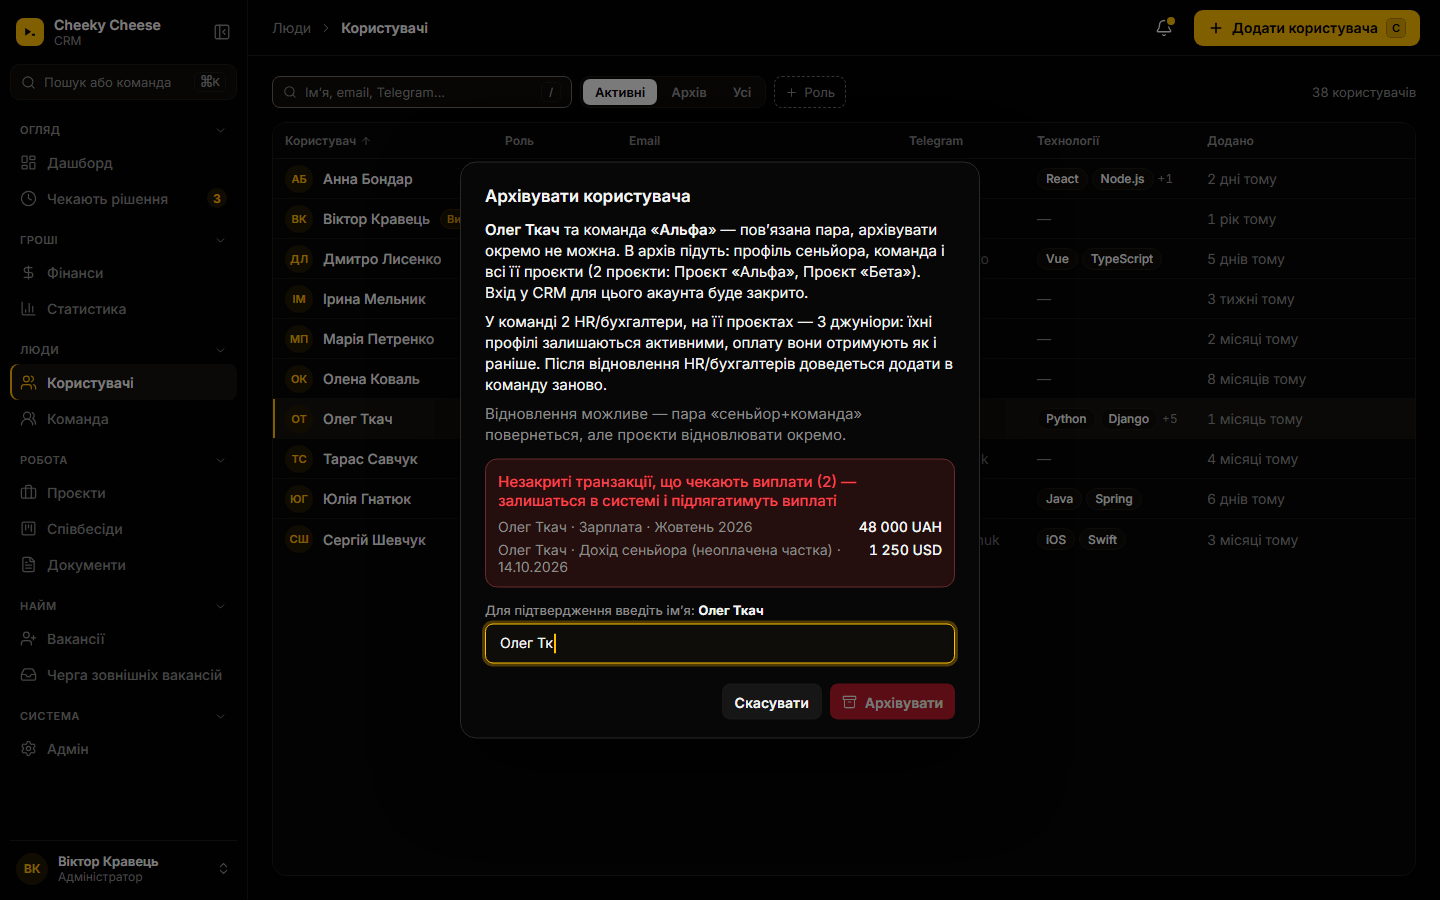 Cheeky Cheese
CRM
Пошук або команда ⌘K
ОГЛЯД
Дашборд
Чекають рішення 3
ГРОШІ
Фінанси
Статистика
ЛЮДИ
Користувачі
Команда
РОБОТА
Проєкти
Співбесіди
Документи
НАЙМ
Вакансії
Черга зовнішніх вакансій
СИСТЕМА
Адмін
ВК Віктор Кравець
Адміністратор
Люди > Користувачі
+ Додати користувача C
Ім'я, email, Telegram... /
Активні Архів Усі
+ Роль
38 користувачів
Користувач ↑ Роль Email Telegram Технології Додано
АБ Анна Бондар React Node.js +1 2 дні тому
ВК Віктор Кравець Ви — 1 рік тому
ДЛ Дмитро Лисенко o Vue TypeScript 5 днів тому
ІМ Ірина Мельник — 3 тижні тому
МП Марія Петренко — 2 місяці тому
ОК Олена Коваль — 8 місяців тому
ОТ Олег Ткач Python Django +5 1 місяць тому
ТС Тарас Савчук k — 4 місяці тому
ЮГ Юлія Гнатюк Java Spring 6 днів тому
СШ Сергій Шевчук nuk iOS Swift 3 місяці тому
Архівувати користувача
Олег Ткач та команда «Альфа» — пов'язана пара, архівувати
окремо не можна. В архів підуть: профіль сеньйора, команда і
всі її проєкти (2 проєкти: Проєкт «Альфа», Проєкт «Бета»).
Вхід у CRM для цього акаунта буде закрито.
У команді 2 HR/бухгалтери, на її проєктах — 3 джуніори: їхні
профілі залишаються активними, оплату вони отримують як і
раніше. Після відновлення HR/бухгалтерів доведеться додати в
команду заново.
Відновлення можливе — пара «сеньйор+команда»
повернеться, але проєкти відновлювати окремо.
Незакриті транзакції, що чекають виплати (2) —
залишаться в системі і підлягатимуть виплаті
Олег Ткач · Зарплата · Жовтень 2026 48 000 UAH
Олег Ткач · Дохід сеньйора (неоплачена частка) · 1 250 USD
14.10.2026
Для підтвердження введіть ім'я: Олег Ткач
Олег Тк
Скасувати Архівувати